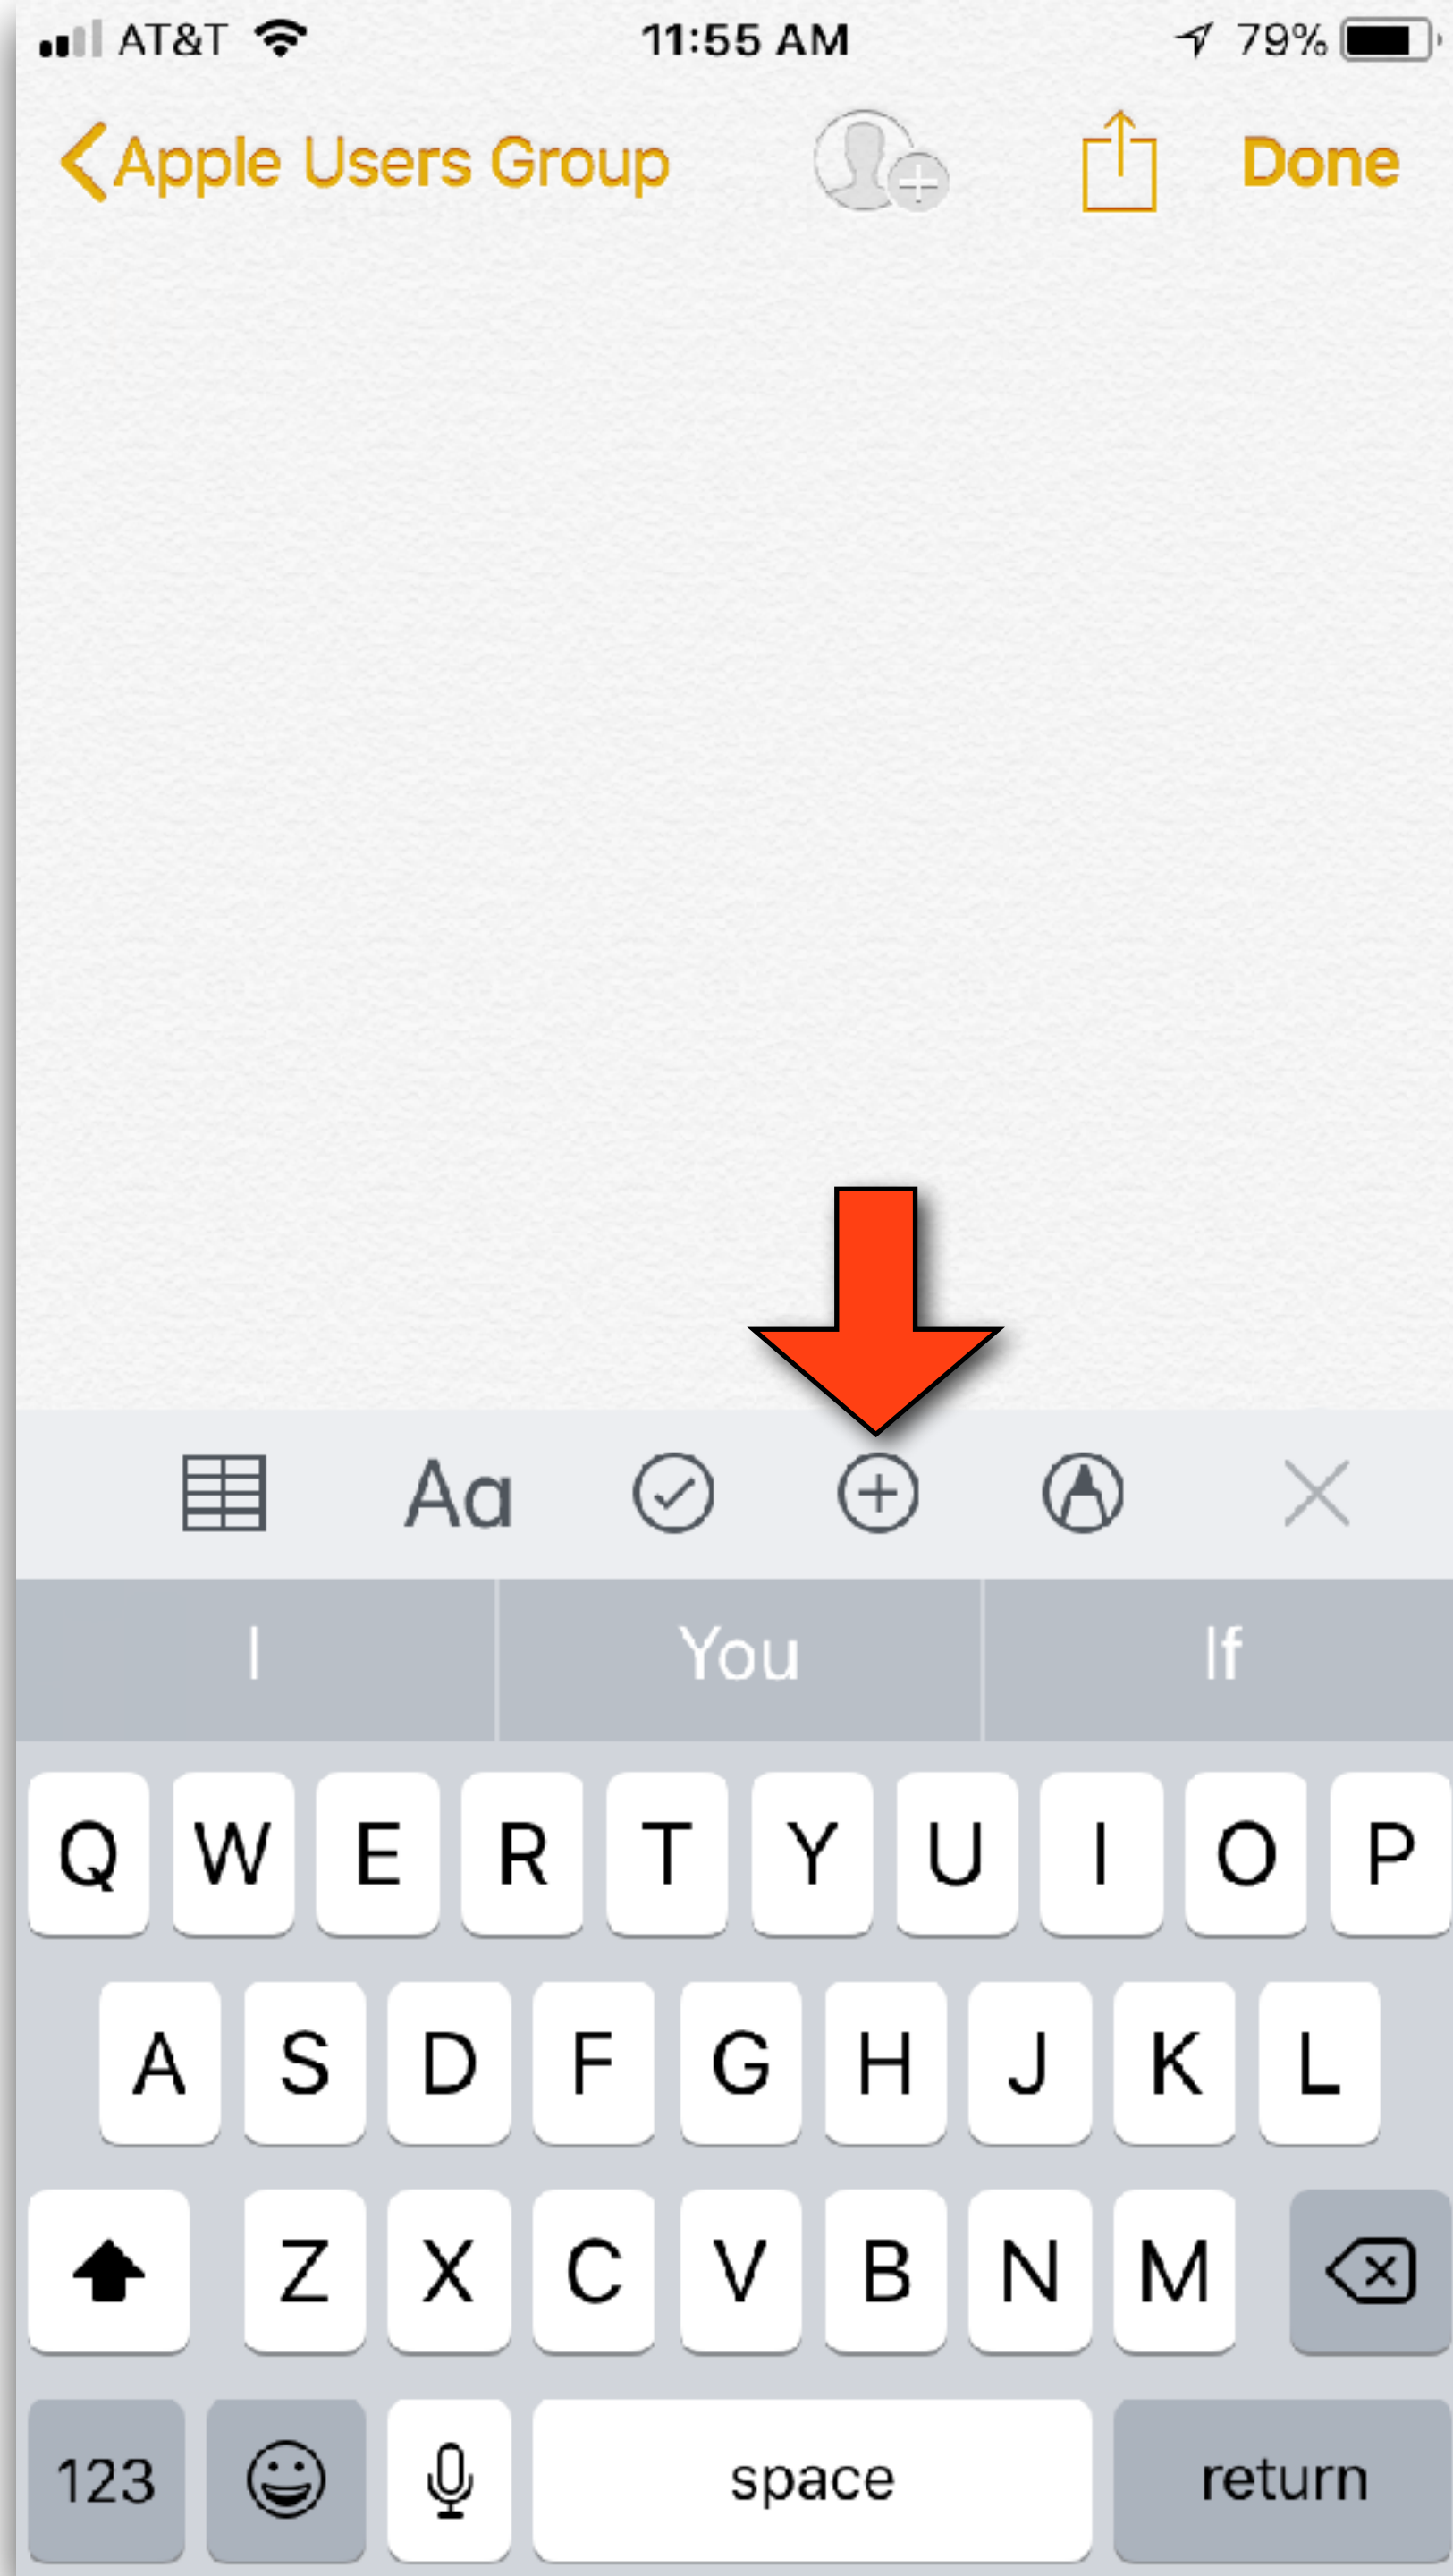 AT&T 11:55 AM 79%
Apple Users Group Done
Aa
I You If
Q W E R T Y U I O P
A S D F G H J K L
Z X C V B N M
123 space return